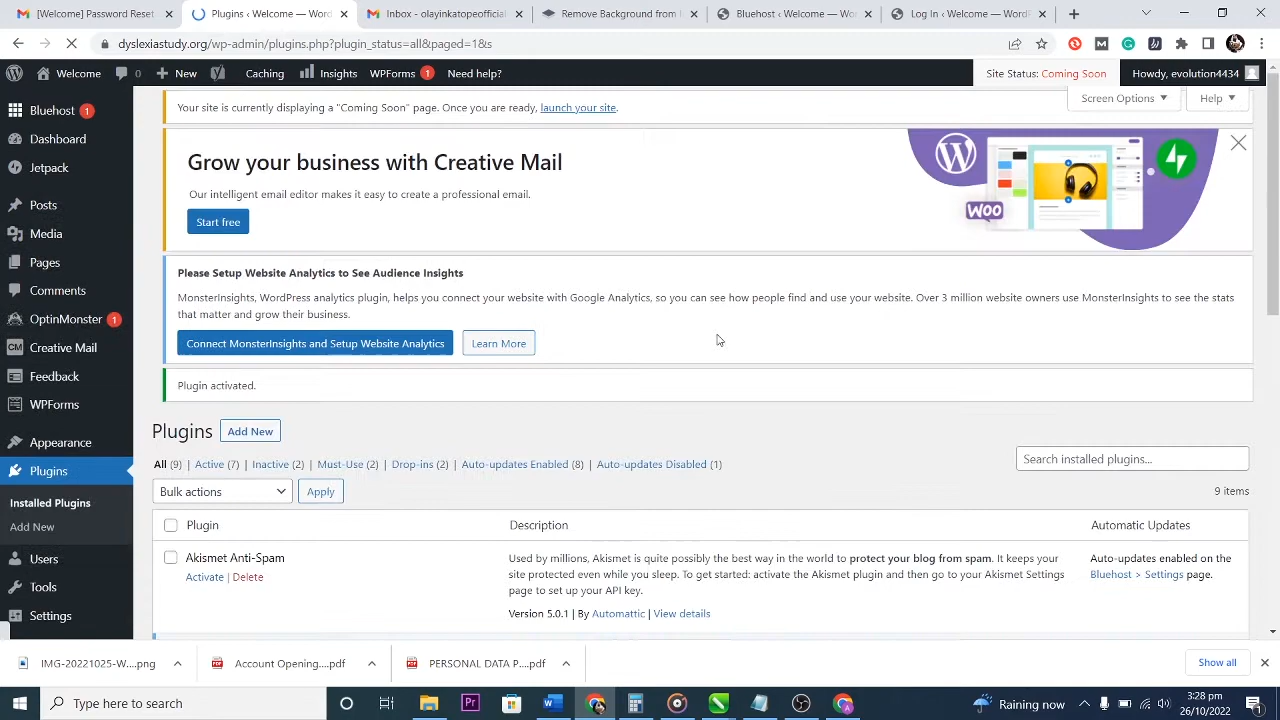 [Welcome] Password Reset
Plugins ‹ Welcome — Word
Inbox - olayinkatopeofficial
Remove Background from I
Bluehost ‹ Welcome — Wor
Log In ‹ Welcome — WordP
dyslexiastudy.org/wp-admin/plugins.php?plugin_status=all&paged=1&s
Welcome 0 New Caching Insights WPForms 1 Need help? Site Status: Coming Soon Howdy, evolution4434
Bluehost 1
Dashboard
Jetpack
Posts
Media
Pages
Comments
OptinMonster 1
Creative Mail
Feedback
WPForms
Appearance
Plugins
Installed Plugins
Add New
Users
Tools
Settings
Your site is currently displaying a "Coming Soon" page. Once you are ready, launch your site.
Screen Options Help
Grow your business with Creative Mail
Our intelligent email editor makes it easy to create a professional email.
Start free
Woo
Please Setup Website Analytics to See Audience Insights
MonsterInsights, WordPress analytics plugin, helps you connect your website with Google Analytics, so you can see how people find and use your website. Over 3 million website owners use MonsterInsights to see the stats
that matter and grow their business.
Connect MonsterInsights and Setup Website Analytics Learn More
Plugin activated.
Plugins Add New
All (9) | Active (7) | Inactive (2) | Must-Use (2) | Drop-ins (2) | Auto-updates Enabled (8) | Auto-updates Disabled (1)
Search installed plugins...
Bulk actions Apply
9 items
Plugin Description Automatic Updates
Akismet Anti-Spam
Activate | Delete
Used by millions, Akismet is quite possibly the best way in the world to protect your blog from spam. It keeps your
site protected even while you sleep. To get started: activate the Akismet plugin and then go to your Akismet Settings
page to set up your API key.
Version 5.0.1 | By Automattic | View details
Auto-updates enabled on the
Bluehost > Settings page.
IMG-20221025-W....png
Account Opening....pdf
PERSONAL DATA P....pdf
Show all
Type here to search
Raining now
3:28 pm
26/10/2022